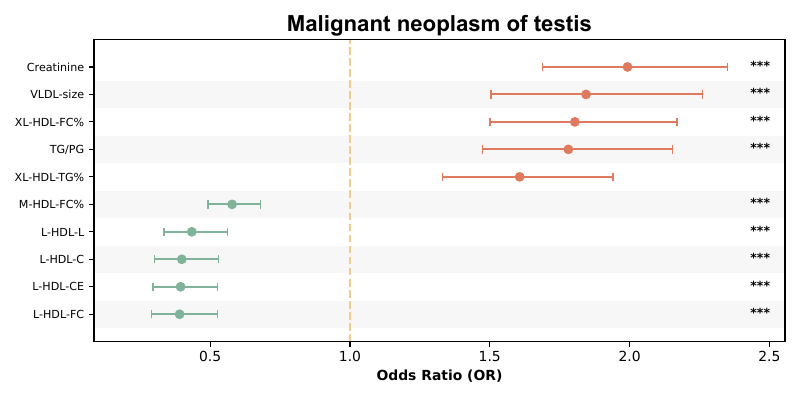 Malignant neoplasm of testis
Creatinine ***
VLDL-size ***
XL-HDL-FC% ***
TG/PG ***
XL-HDL-TG%
M-HDL-FC% ***
L-HDL-L ***
L-HDL-C ***
L-HDL-CE ***
L-HDL-FC ***
0.5 1.0 1.5 2.0 2.5
Odds Ratio (OR)